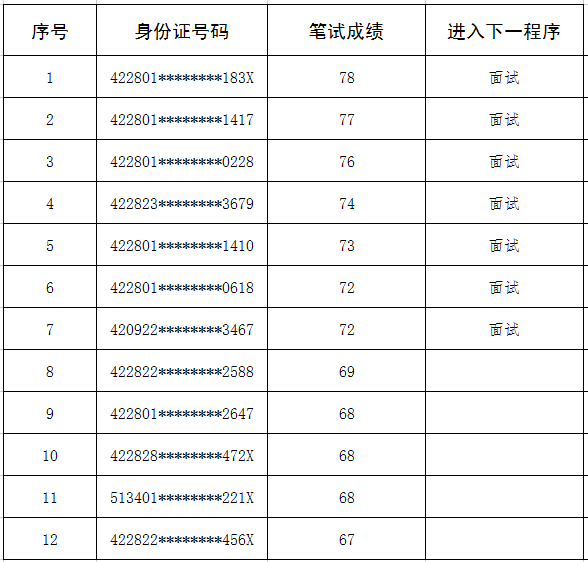 序号 身份证号码 笔试成绩 进入下一程序
1 422801********183X 78 面试
2 422801********1417 77 面试
3 422801********0228 76 面试
4 422823********3679 74 面试
5 422801********1410 73 面试
6 422801********0618 72 面试
7 420922********3467 72 面试
8 422822********2588 69
9 422801********2647 68
10 422828********472X 68
11 513401********221X 68
12 422822********456X 67